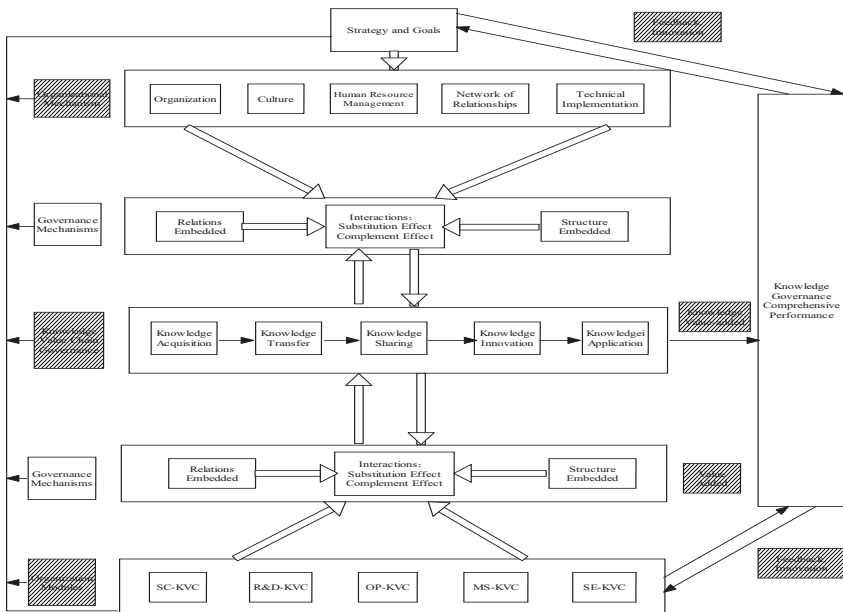 Strategy and Goals
Feedback,
Innovation
Organizational
Mechanism
Organization
Culture
Human Resource
Management
Network of
Relationships
Technical
Implementation
Governance
Mechanisms
Relations
Embedded
Interactions:
Substitution Effect
Complement Effect
Structure
Embedded
Knowledge
Governance
Comprehensive
Performance
Knowledge
Value Chain
Governance
Knowledge
Acquisition
Knowledge
Transfer
Knowledge
Sharing
Knowledge
Innovation
Knowledgei
Application
Knowledge
Value-added
Governance
Mechanisms
Relations
Embedded
Interactions:
Substitution Effect
Complement Effect
Structure
Embedded
Value
Added
Organization
Modules
SC-KVC
R&D-KVC
OP-KVC
MS-KVC
SE-KVC
Feedback,
Innovation